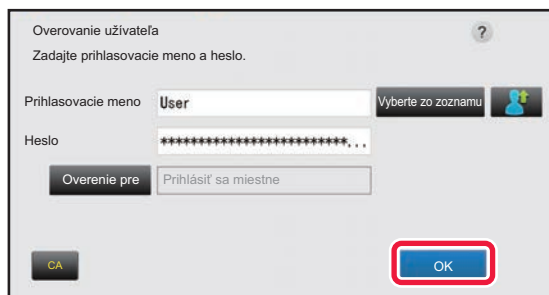 Overovanie užívateľa
?
Zadajte prihlasovacie meno a heslo.
Prihlasovacie meno User Vyberte zo zoznamu
Heslo **************************...
Overenie pre Prihlásiť sa miestne
CA OK